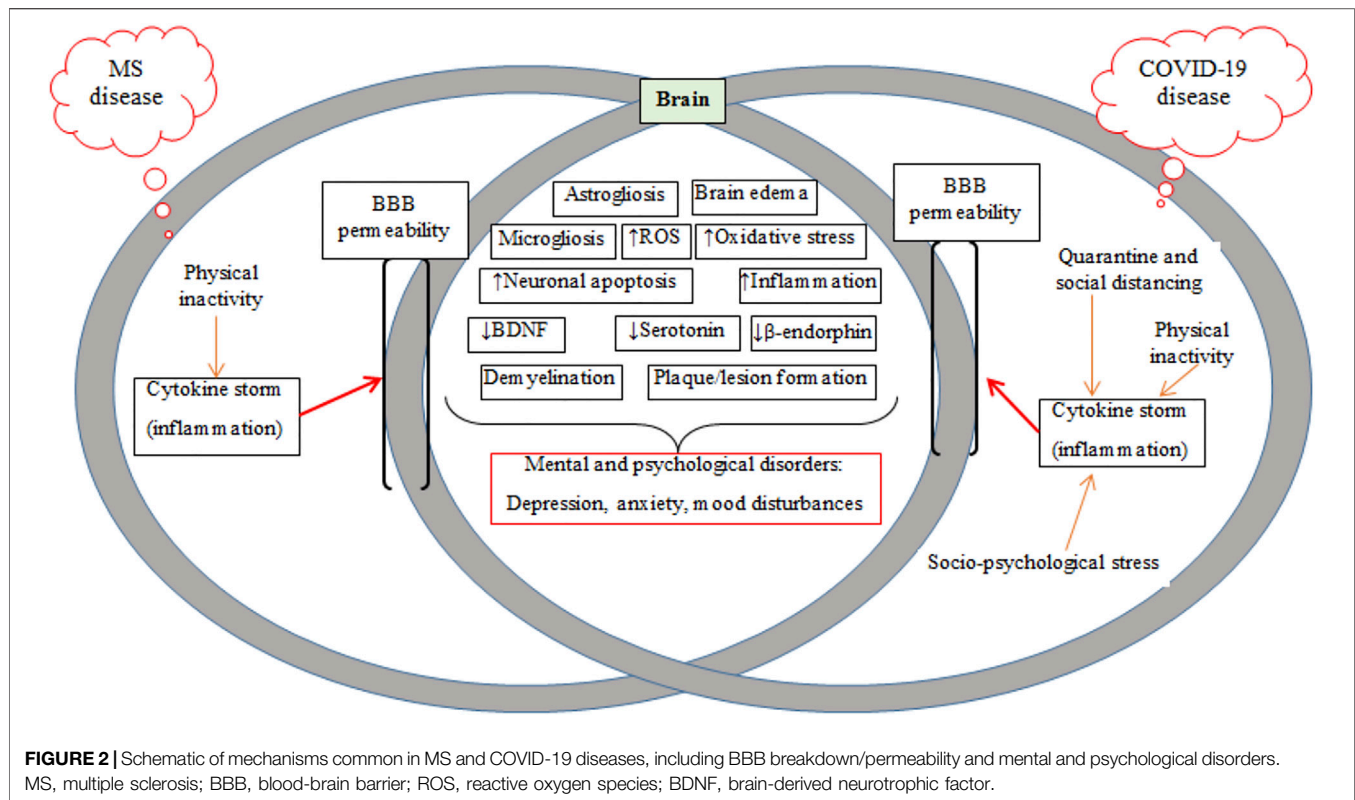 MS
disease
COVID-19
disease
Brain
BBB
permeability
Astrogliosis
Brain edema
BBB
permeability
Microgliosis
↑ROS
↑Oxidative stress
Physical
inactivity
↑Neuronal apoptosis
↑Inflammation
Quarantine and
social distancing
↓BDNF
↓Serotonin
↓β-endorphin
Physical
inactivity
Demyelination
Plaque/lesion formation
Cytokine storm
(inflammation)
Cytokine storm
(inflammation)
Mental and psychological disorders:
Depression, anxiety, mood disturbances
Socio-psychological stress
FIGURE 2 | Schematic of mechanisms common in MS and COVID-19 diseases, including BBB breakdown/permeability and mental and psychological disorders.
MS, multiple sclerosis; BBB, blood-brain barrier; ROS, reactive oxygen species; BDNF, brain-derived neurotrophic factor.